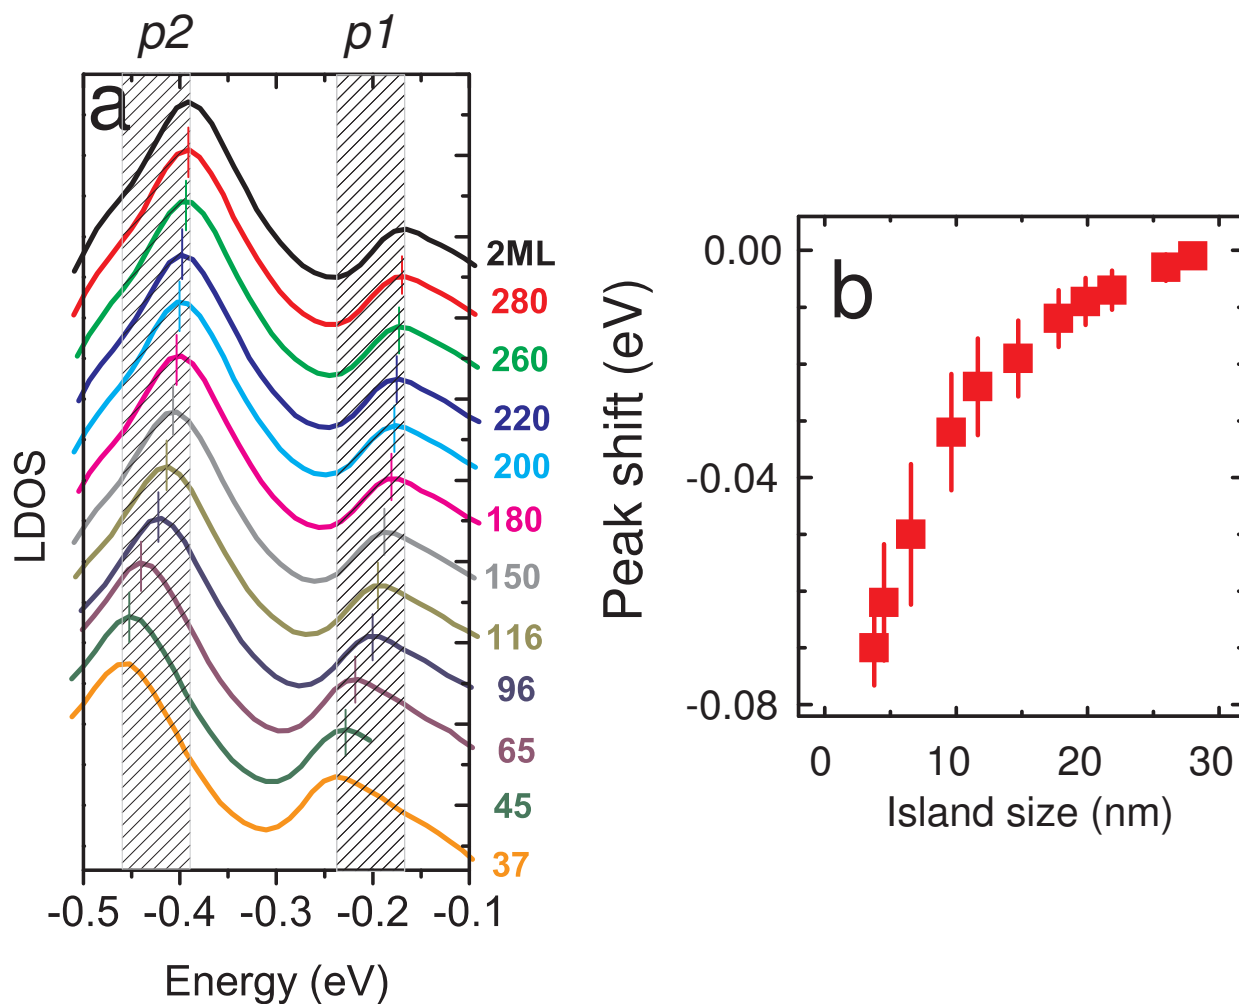 p2 p1
a
2ML
280
260
220
200
180
150
116
96
65
45
37
LDOS
-0.5 -0.4 -0.3 -0.2 -0.1
Energy (eV)
b
0.00
-0.04
-0.08
Peak shift (eV)
0 10 20 30
Island size (nm)